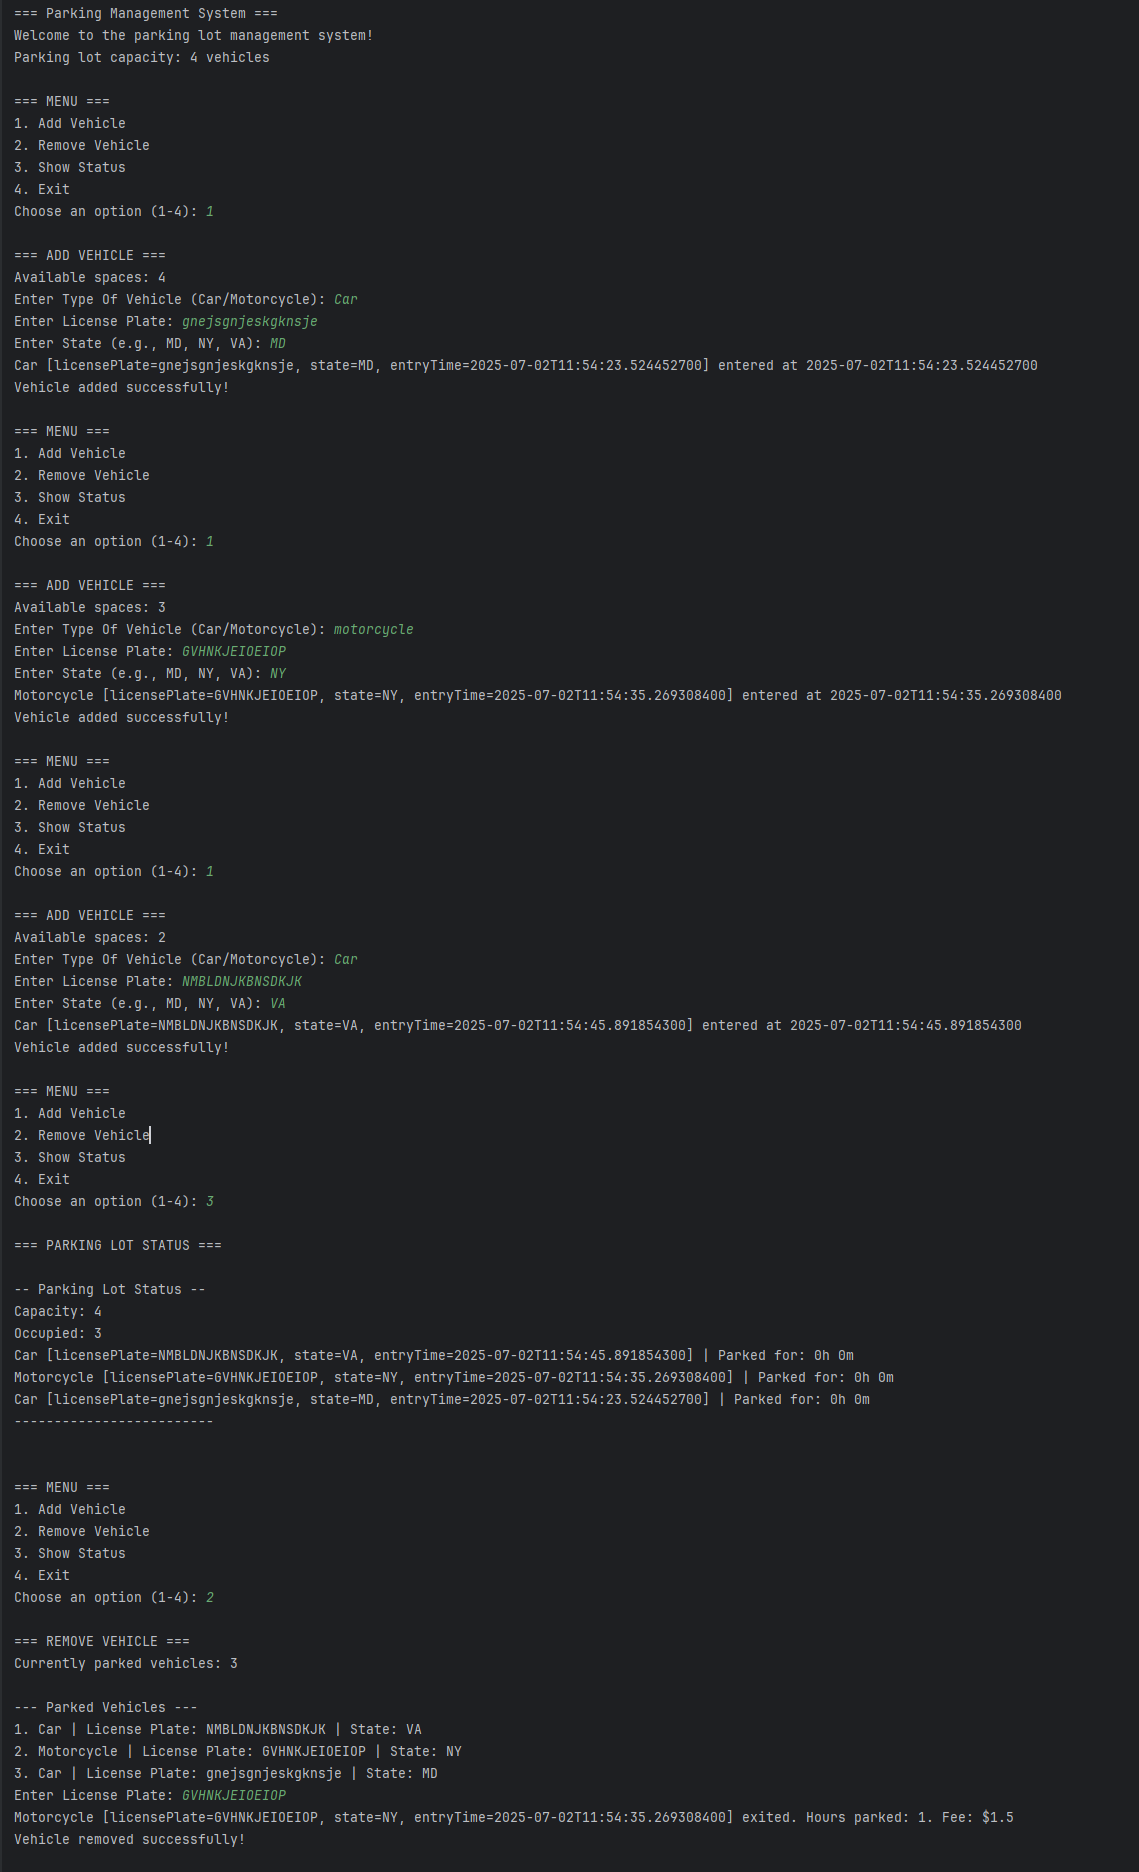 === Parking Management System ===
Welcome to the parking lot management system!
Parking lot capacity: 4 vehicles
=== MENU ===
1. Add Vehicle
2. Remove Vehicle
3. Show Status
4. Exit
Choose an option (1-4): 1
=== ADD VEHICLE ===
Available spaces: 4
Enter Type Of Vehicle (Car/Motorcycle): Car
Enter License Plate: gnejsgnjeskgknsje
Enter State (e.g., MD, NY, VA): MD
Car [licensePlate=gnejsgnjeskgknsje, state=MD, entryTime=2025-07-02T11:54:23.524452700] entered at 2025-07-02T11:54:23.524452700
Vehicle added successfully!
=== MENU ===
1. Add Vehicle
2. Remove Vehicle
3. Show Status
4. Exit
Choose an option (1-4): 1
=== ADD VEHICLE ===
Available spaces: 3
Enter Type Of Vehicle (Car/Motorcycle): motorcycle
Enter License Plate: GVHNKJEIOEIOP
Enter State (e.g., MD, NY, VA): NY
Motorcycle [licensePlate=GVHNKJEIOEIOP, state=NY, entryTime=2025-07-02T11:54:35.269308400] entered at 2025-07-02T11:54:35.269308400
Vehicle added successfully!
=== MENU ===
1. Add Vehicle
2. Remove Vehicle
3. Show Status
4. Exit
Choose an option (1-4): 1
=== ADD VEHICLE ===
Available spaces: 2
Enter Type Of Vehicle (Car/Motorcycle): Car
Enter License Plate: NMBLDNJKBNSDKJK
Enter State (e.g., MD, NY, VA): VA
Car [licensePlate=NMBLDNJKBNSDKJK, state=VA, entryTime=2025-07-02T11:54:45.891854300] entered at 2025-07-02T11:54:45.891854300
Vehicle added successfully!
=== MENU ===
1. Add Vehicle
2. Remove Vehicle
3. Show Status
4. Exit
Choose an option (1-4): 3
=== PARKING LOT STATUS ===
-- Parking Lot Status --
Capacity: 4
Occupied: 3
Car [licensePlate=NMBLDNJKBNSDKJK, state=VA, entryTime=2025-07-02T11:54:45.891854300] | Parked for: 0h 0m
Motorcycle [licensePlate=GVHNKJEIOEIOP, state=NY, entryTime=2025-07-02T11:54:35.269308400] | Parked for: 0h 0m
Car [licensePlate=gnejsgnjeskgknsje, state=MD, entryTime=2025-07-02T11:54:23.524452700] | Parked for: 0h 0m
-------------------------
=== MENU ===
1. Add Vehicle
2. Remove Vehicle
3. Show Status
4. Exit
Choose an option (1-4): 2
=== REMOVE VEHICLE ===
Currently parked vehicles: 3
--- Parked Vehicles ---
1. Car | License Plate: NMBLDNJKBNSDKJK | State: VA
2. Motorcycle | License Plate: GVHNKJEIOEIOP | State: NY
3. Car | License Plate: gnejsgnjeskgknsje | State: MD
Enter License Plate: GVHNKJEIOEIOP
Motorcycle [licensePlate=GVHNKJEIOEIOP, state=NY, entryTime=2025-07-02T11:54:35.269308400] exited. Hours parked: 1. Fee: $1.5
Vehicle removed successfully!